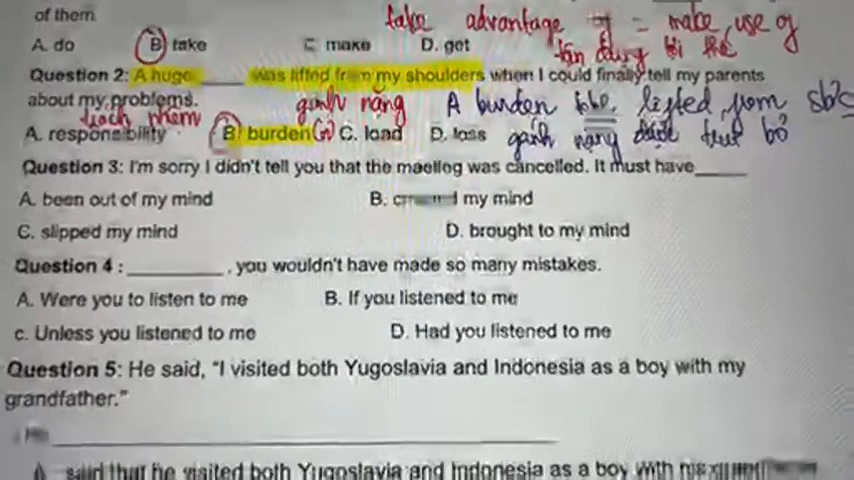 of them.
take advantage of = make use of
A. do B take C. make D. get
tận dụng lợi thế
Question 2: A huge ____ was lifted from my shoulders when I could finally tell my parents
about my problems.
gánh nặng A burden be lifted from sb's
trách nhiệm
A. responsibility B burden (n) C. load D. loss
gánh nặng được trút bỏ
Question 3: I'm sorry I didn't tell you that the meeting was cancelled. It must have_____
A. been out of my mind B. my mind
C. slipped my mind D. brought to my mind
Question 4 :_________, you wouldn't have made so many mistakes.
A. Were you to listen to me B. If you listened to me
c. Unless you listened to me D. Had you listened to me
Question 5: He said, “I visited both Yugoslavia and Indonesia as a boy with my
grandfather.”
said that he visited both Yugoslavia and Indonesia as a boy with